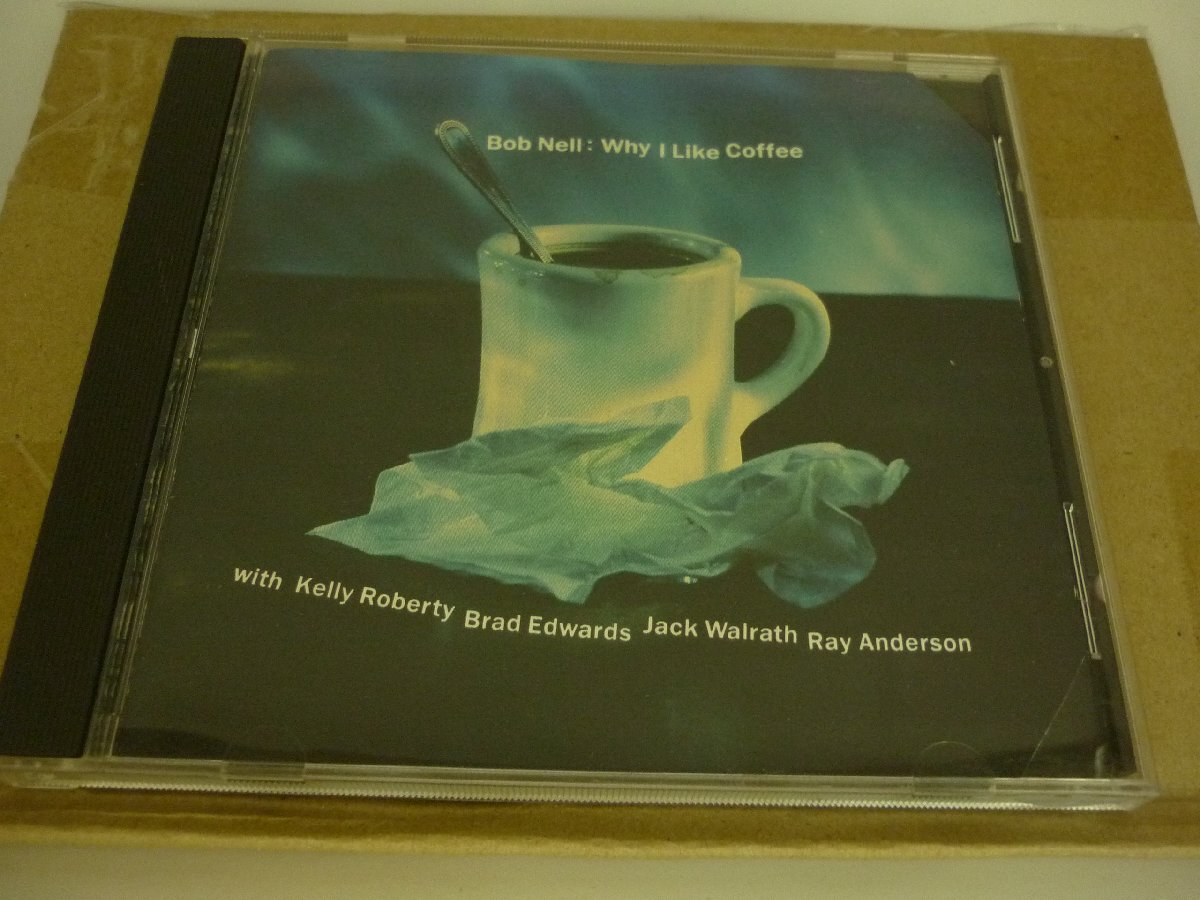 Bob Nell: Why I Like Coffee
with Kelly Roberty Brad Edwards Jack Walrath Ray Anderson